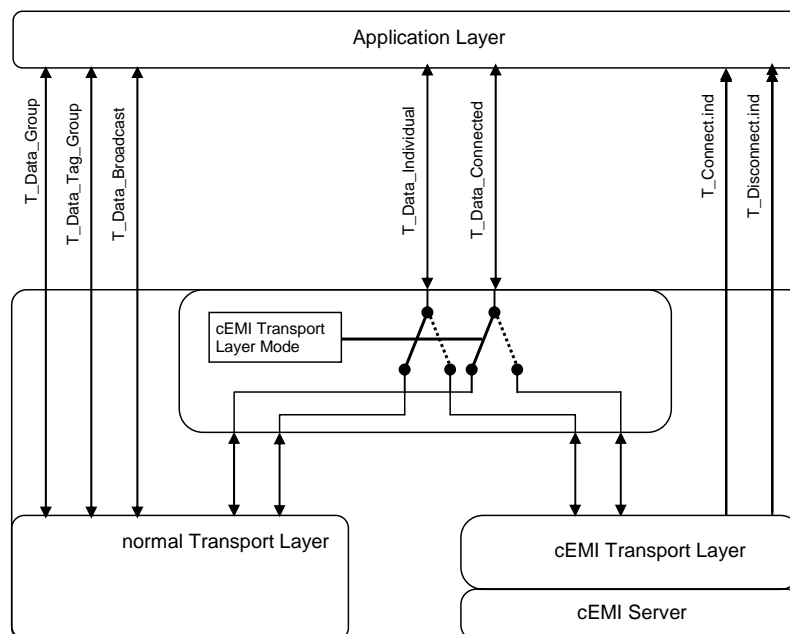 Application Layer
T_Data_Group
T_Data_Tag_Group
T_Data_Broadcast
T_Data_Individual
T_Data_Connected
T_Connect.ind
T_Disconnect.ind
cEMI Transport
Layer Mode
normal Transport Layer
cEMI Transport Layer
cEMI Server